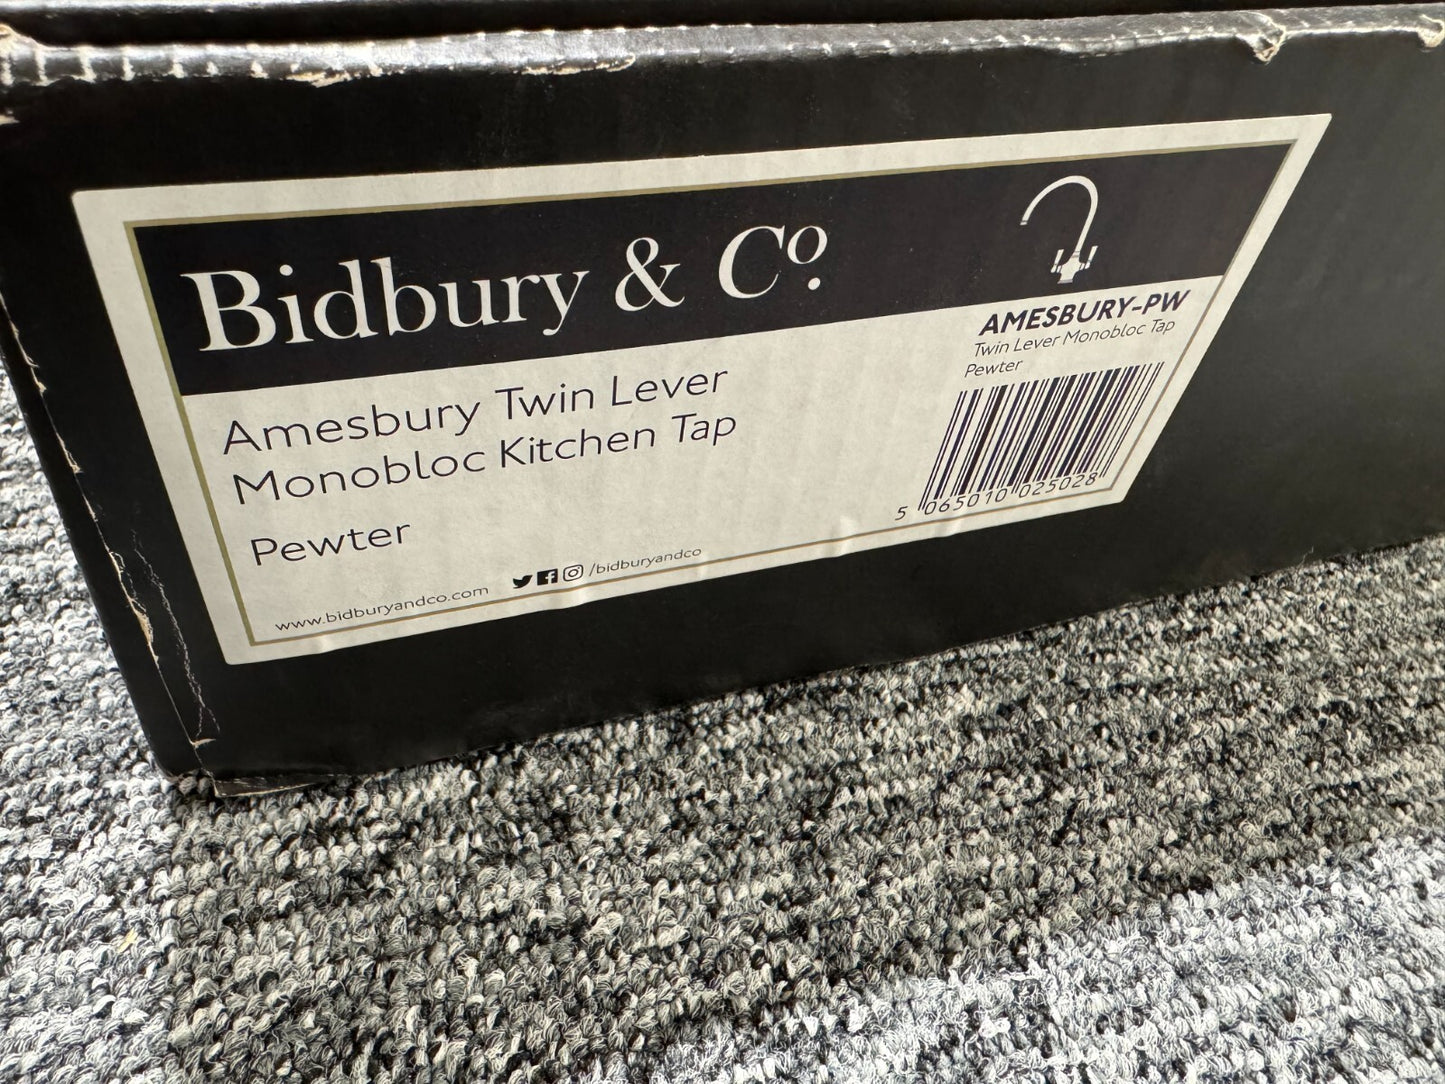 Bidbury & Co.
Amesbury Twin Lever
Monobloc Kitchen Tap
Pewter
www.bidburyandco.com
/bidburyandco
AMESBURY-PW
Twin Lever Monobloc Tap
Pewter
5 065010 025028